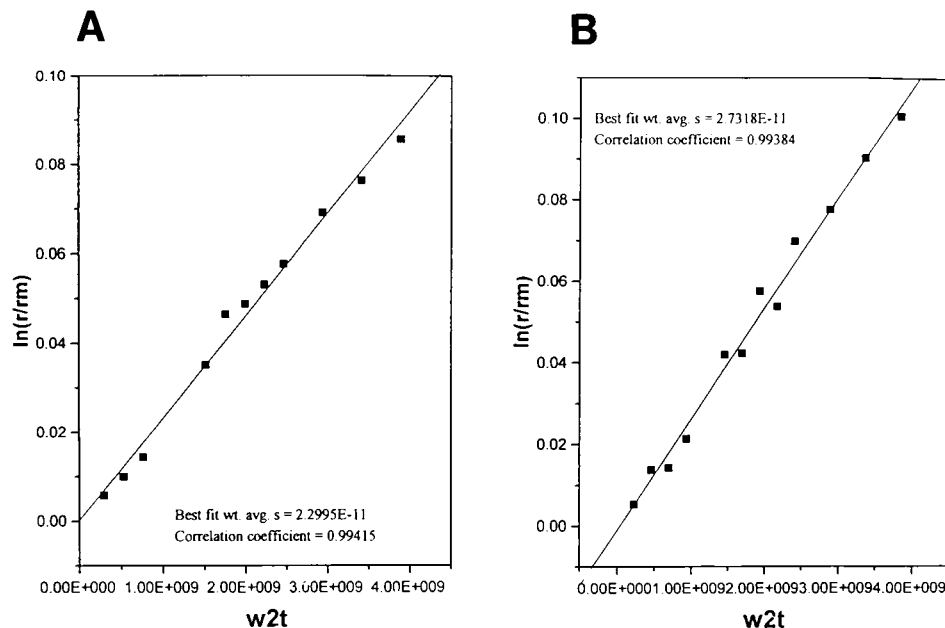 A
B
0.10
0.08
0.06
0.04
0.02
0.00
ln(r/rm)
Best fit wt. avg. s = 2.2995E-11
Correlation coefficient = 0.99415
0.00E+000 1.00E+009 2.00E+009 3.00E+009 4.00E+009
w2t
0.10
0.08
0.06
0.04
0.02
0.00
ln(r/rm)
Best fit wt. avg. s = 2.7318E-11
Correlation coefficient = 0.99384
0.00E+0001.00E+0092.00E+0093.00E+0094.00E+009
w2t